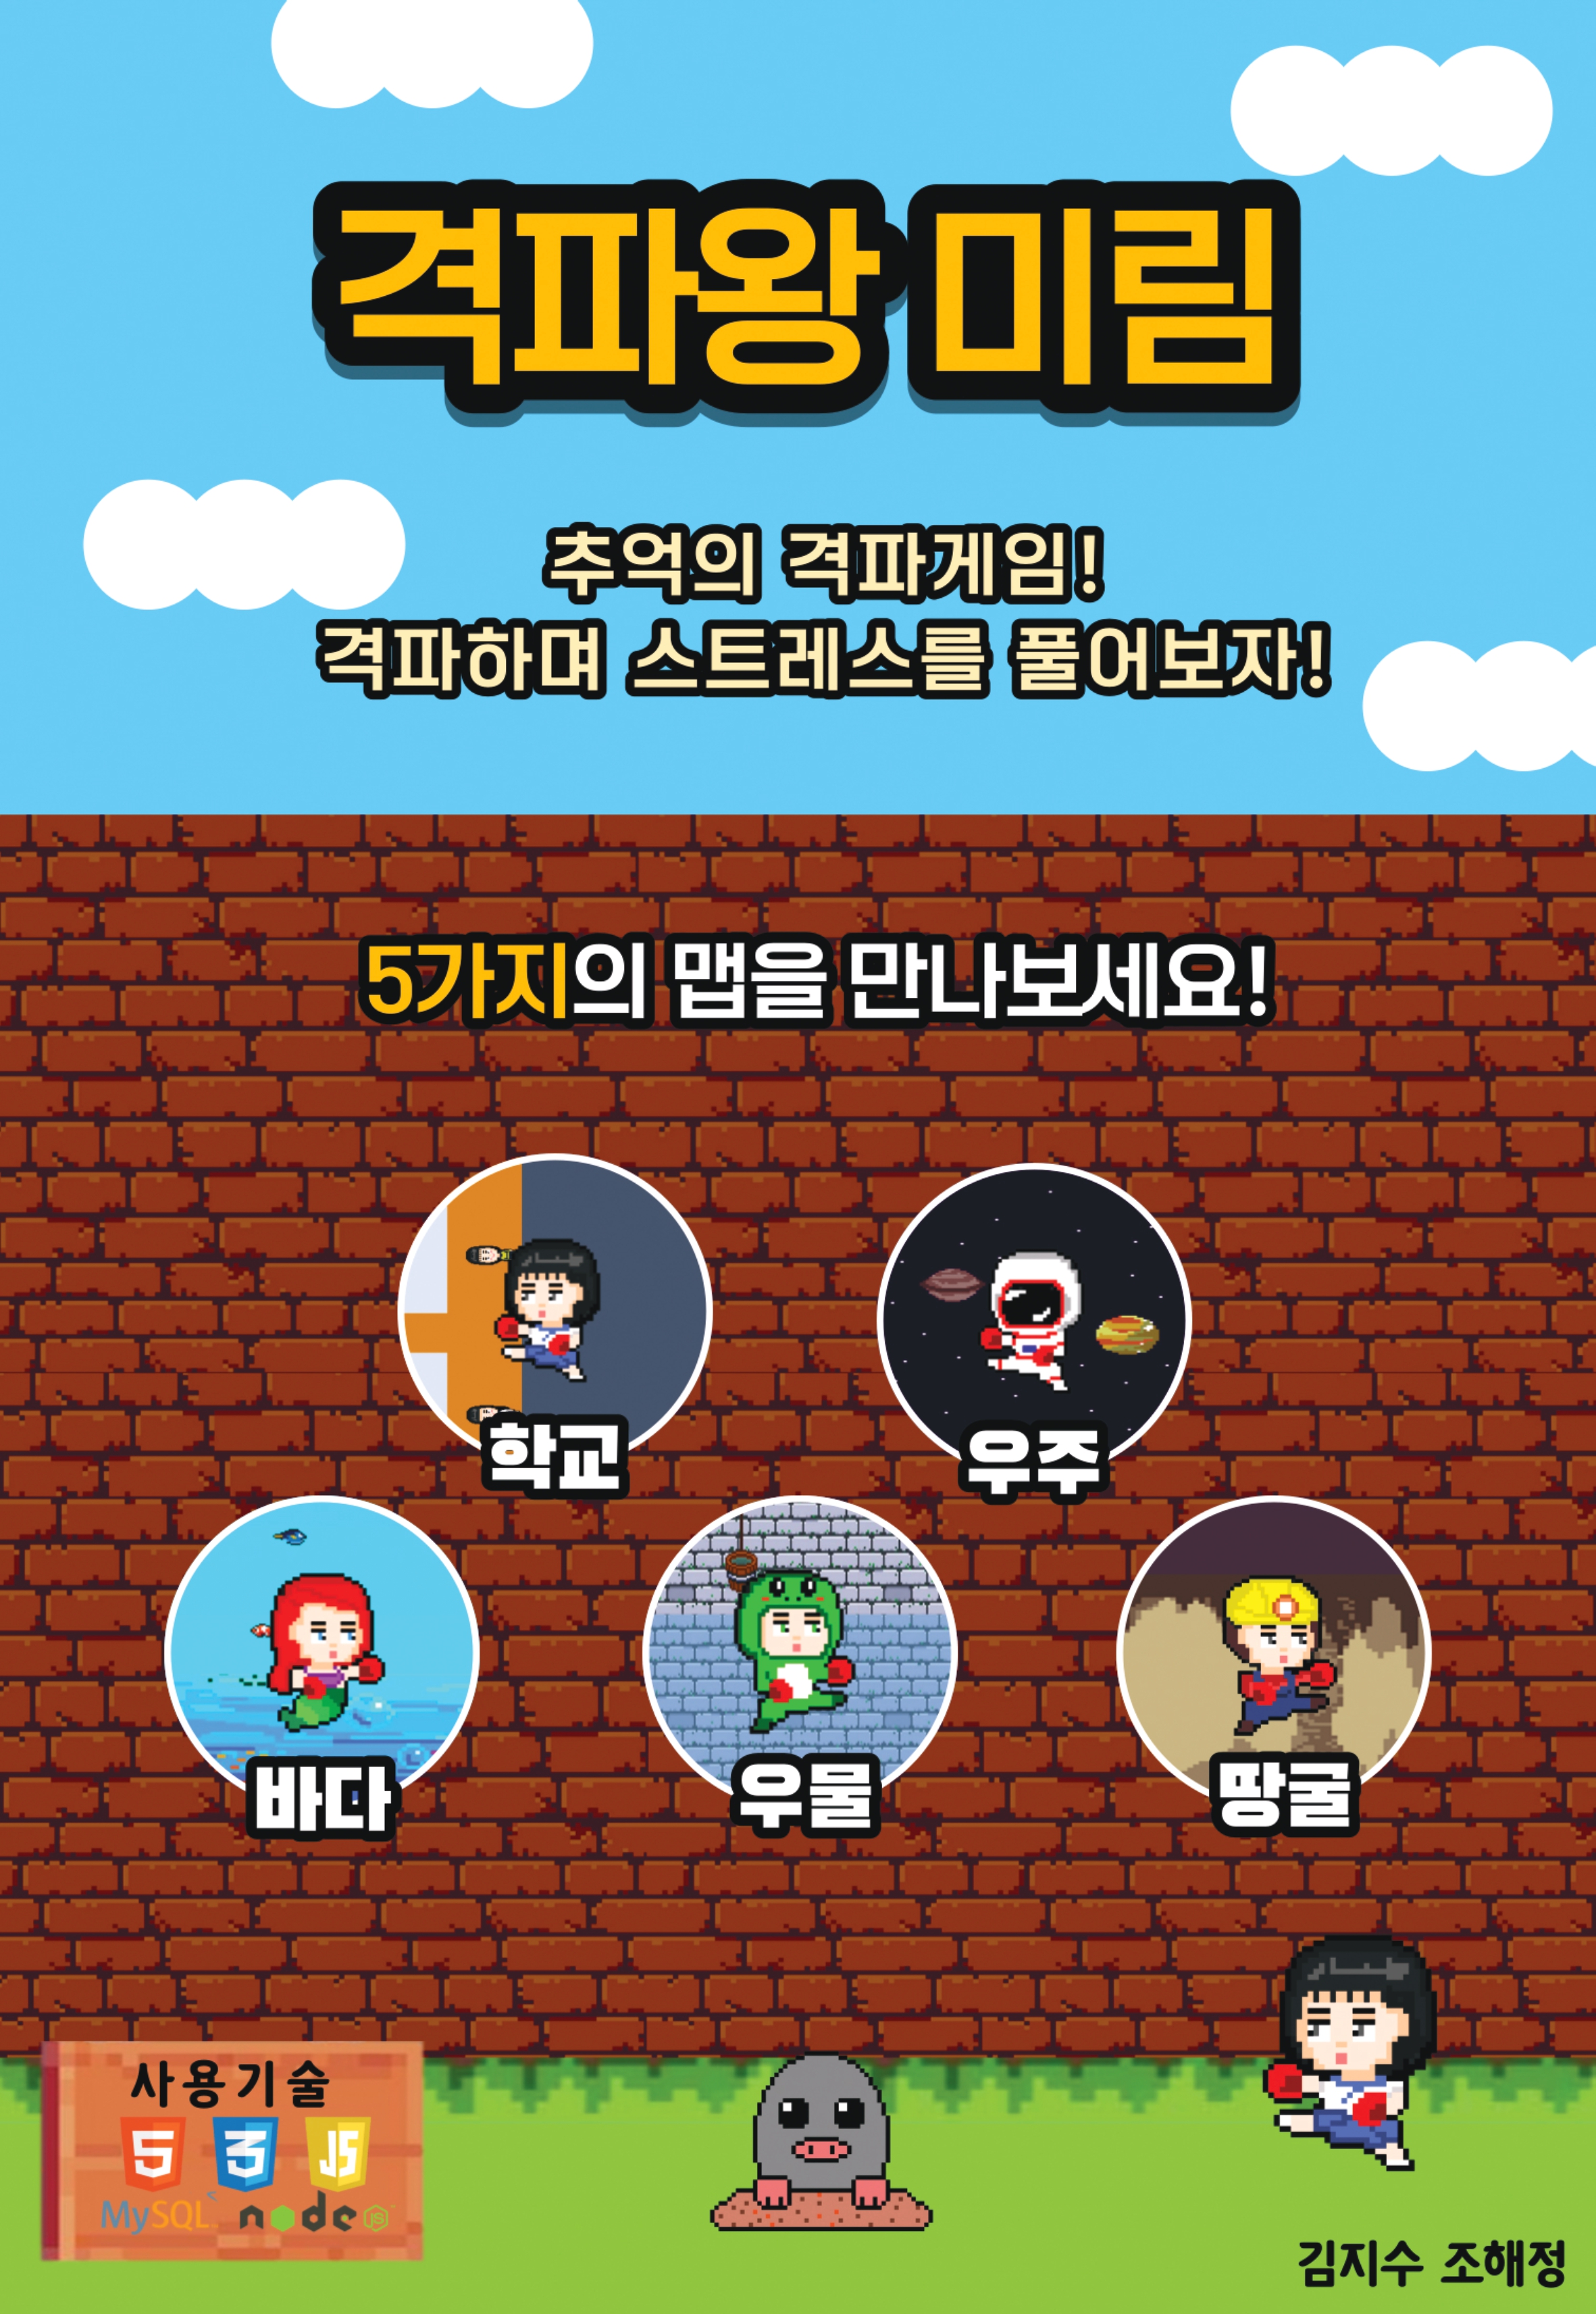 격파왕 미림
추억의 격파게임!
격파하며 스트레스를 풀어보자!
5가지의 맵을 만나보세요!
학교
우주
바다
우물
땅굴
사용기술
5 3 JS
MySQL node JS
김지수 조해정